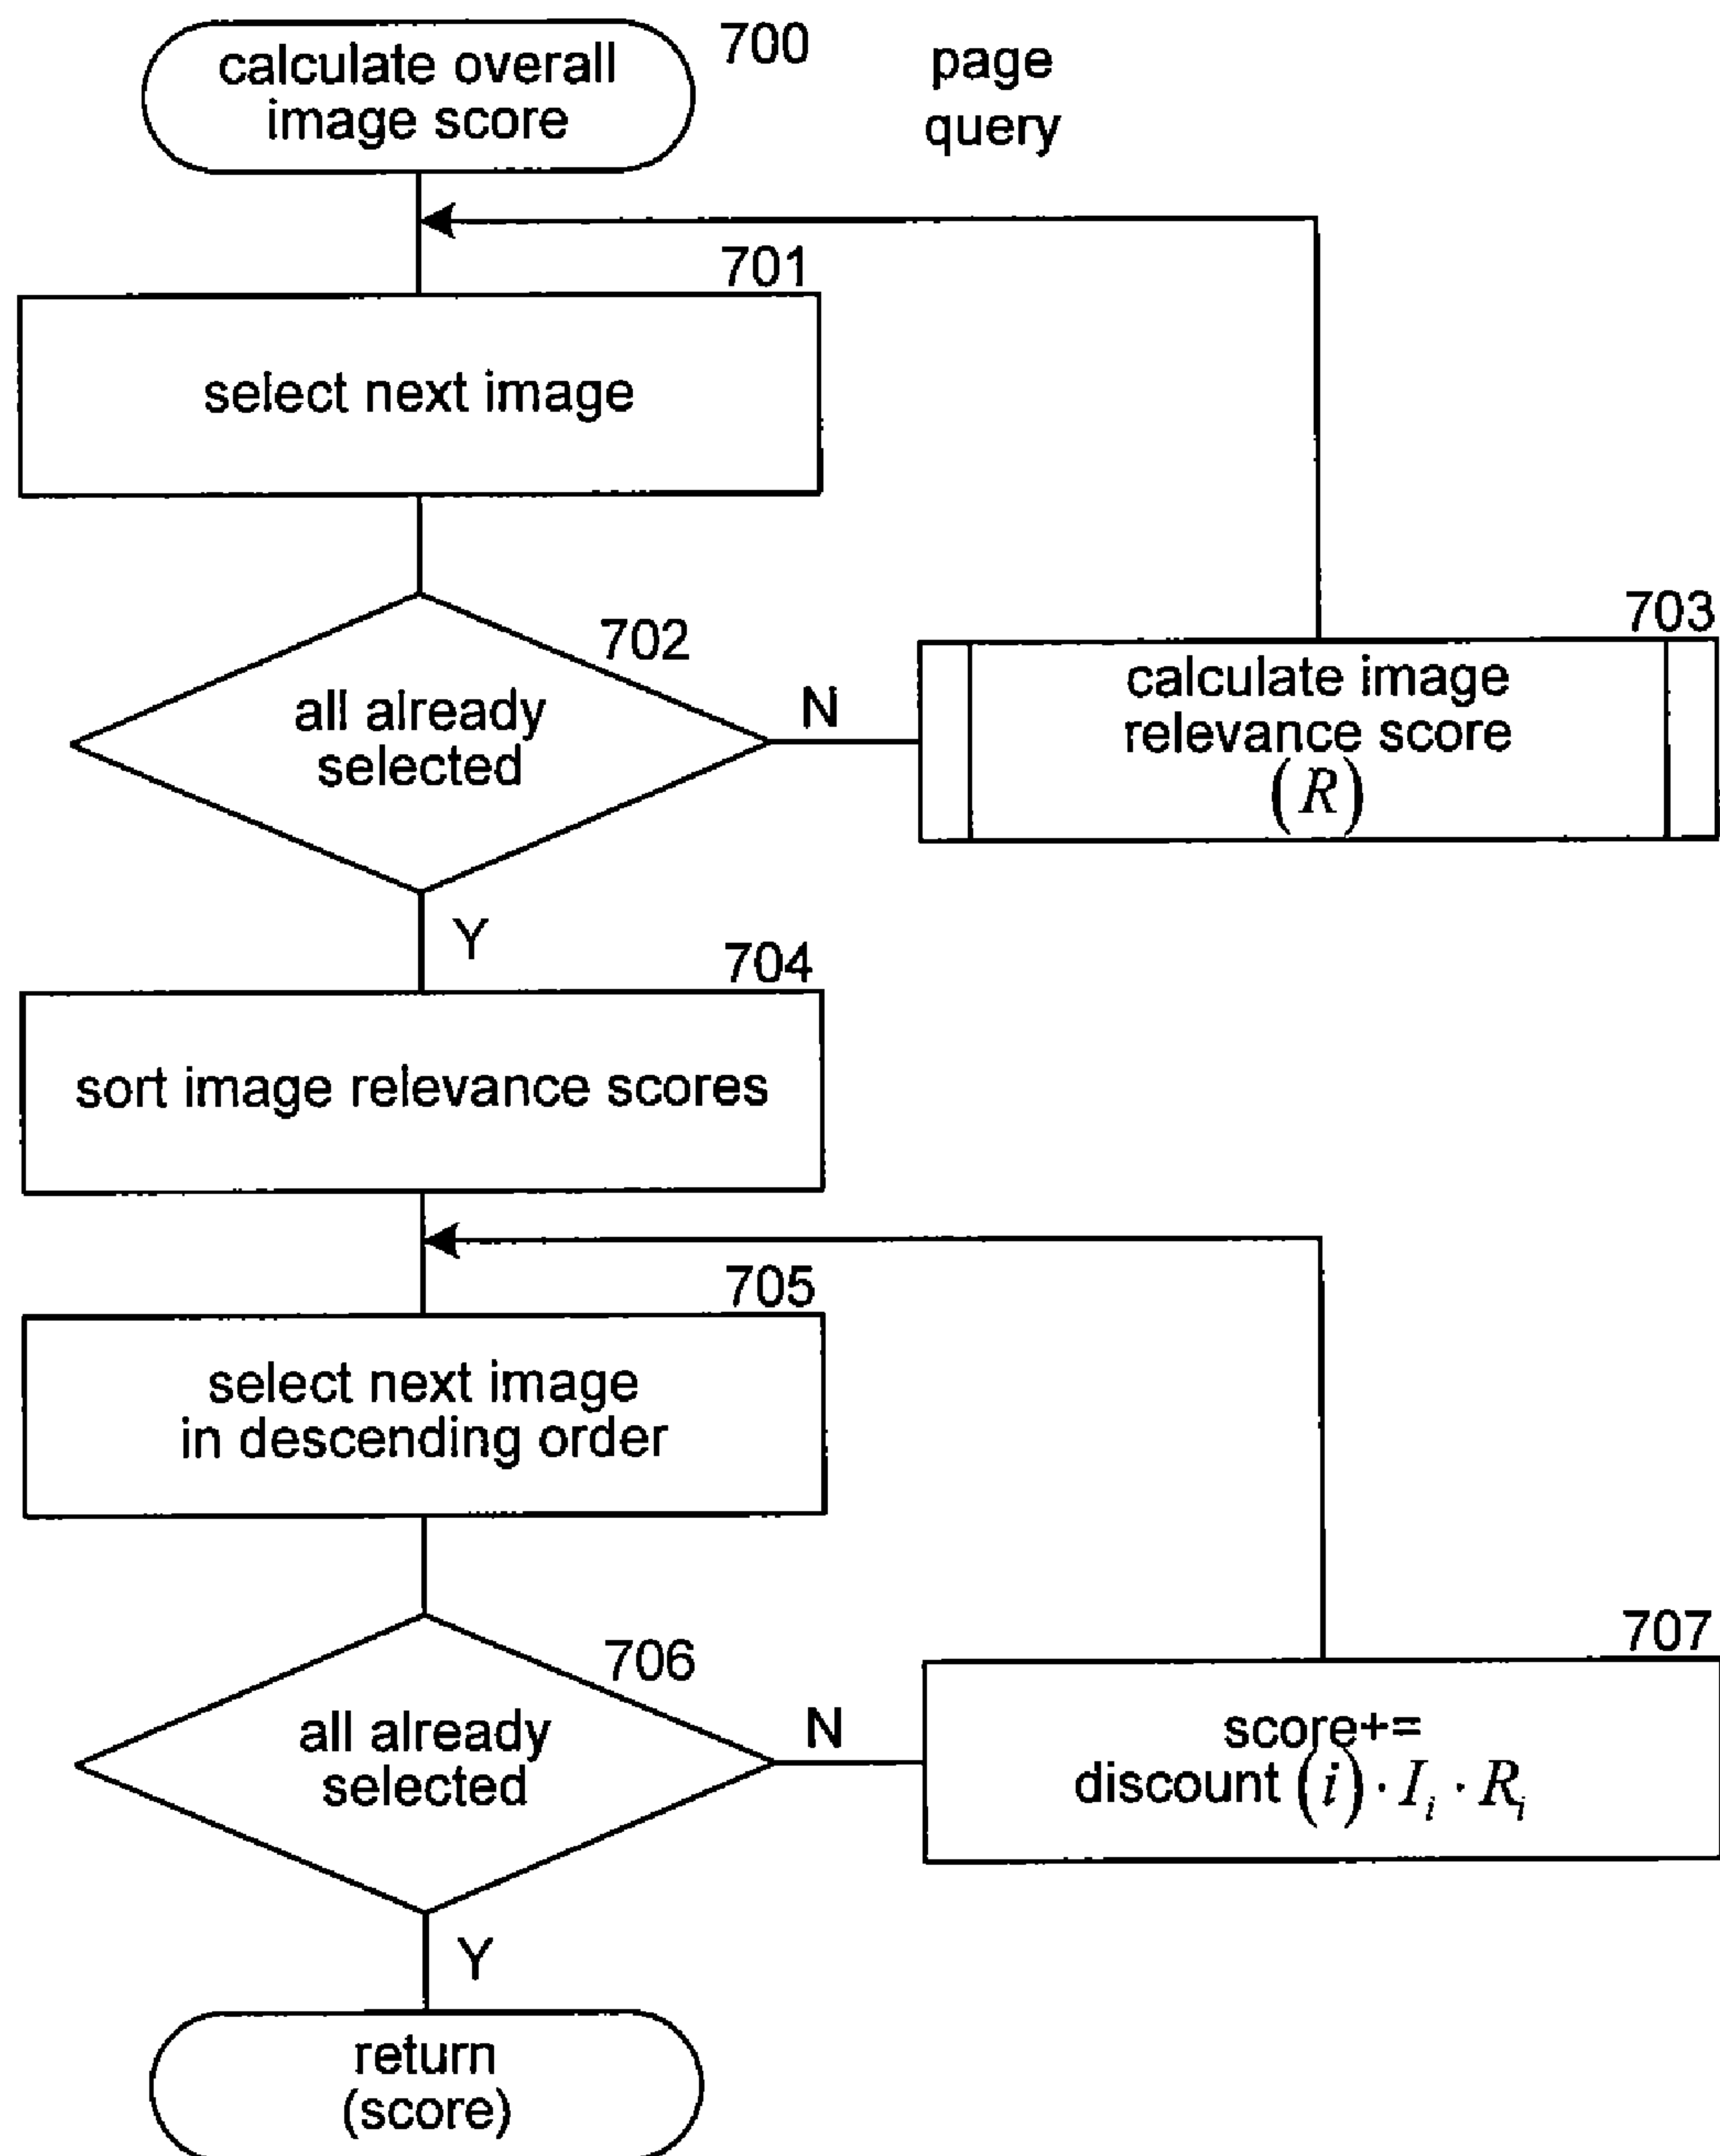 calculate overall
image score
700
page
query
701
select next image
702
all already
selected
N
703
calculate image
relevance score
(R)
Y
704
sort image relevance scores
705
select next image
in descending order
706
all already
selected
N
707
score+=
discount (i) · I_i · R_i
Y
return
(score)